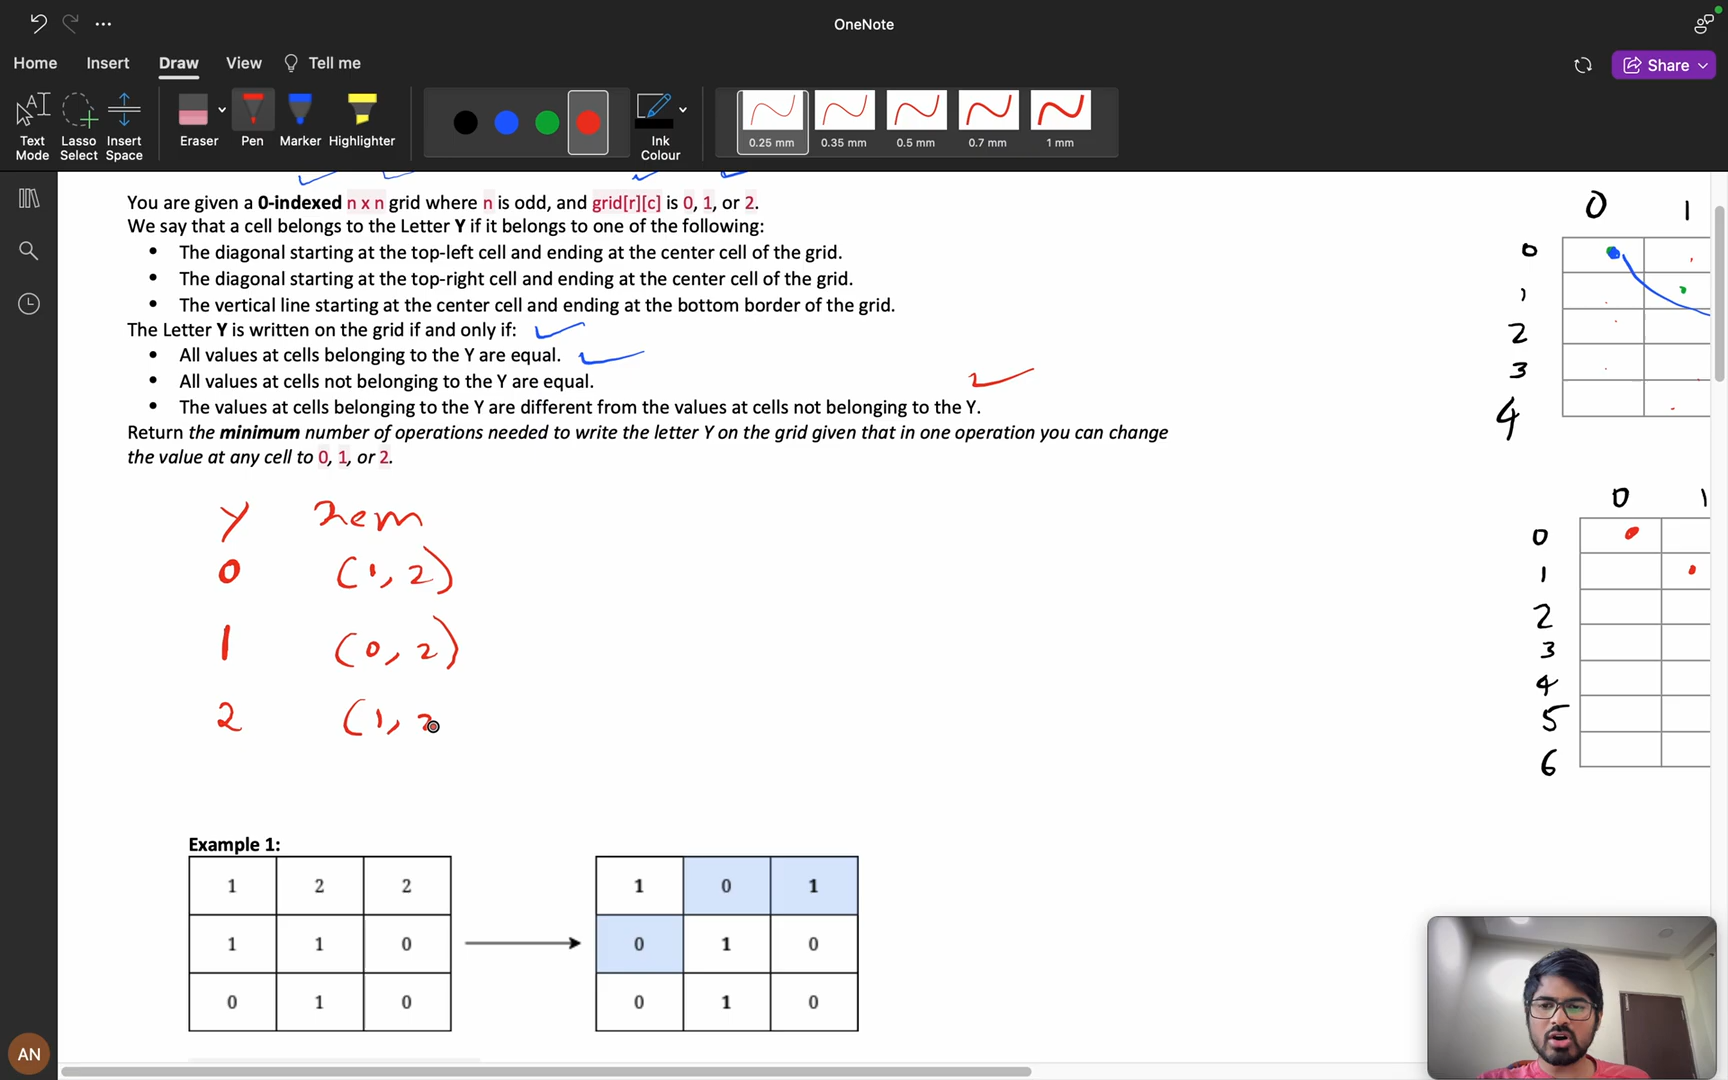 OneNote
Home Insert Draw View Tell me
Share
Text Mode
Lasso Select
Insert Space
Eraser
Pen
Marker
Highlighter
Ink Colour
0.25 mm
0.35 mm
0.5 mm
0.7 mm
1 mm
You are given a 0-indexed n x n grid where n is odd, and grid[r][c] is 0, 1, or 2.
We say that a cell belongs to the Letter Y if it belongs to one of the following:
• The diagonal starting at the top-left cell and ending at the center cell of the grid.
• The diagonal starting at the top-right cell and ending at the center cell of the grid.
• The vertical line starting at the center cell and ending at the bottom border of the grid.
The Letter Y is written on the grid if and only if:
• All values at cells belonging to the Y are equal.
• All values at cells not belonging to the Y are equal.
• The values at cells belonging to the Y are different from the values at cells not belonging to the Y.
Return the minimum number of operations needed to write the letter Y on the grid given that in one operation you can change
the value at any cell to 0, 1, or 2.
Y rem
0 (1, 2)
1 (0, 2)
2 (1, 2
0 1
0
1
2
3
4
0 1
0
1
2
3
4
5
6
Example 1:
1 2 2
1 1 0
0 1 0
1 0 1
0 1 0
0 1 0
AN